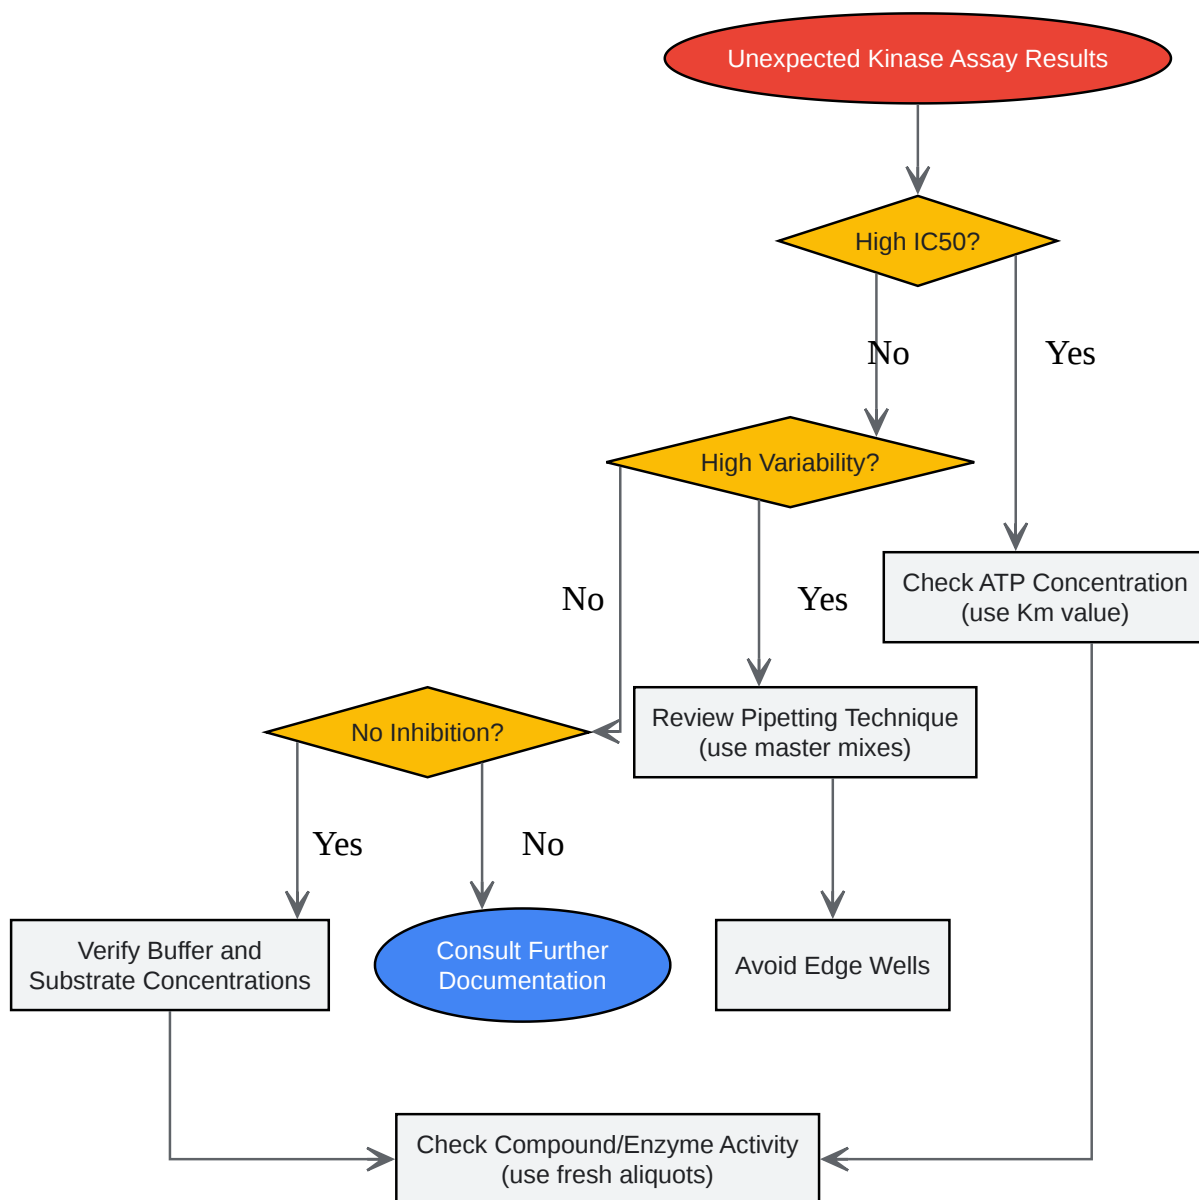 Unexpected Kinase Assay Results
High IC50?
No
Yes
High Variability?
No
Yes
Check ATP Concentration
(use Km value)
No Inhibition?
Review Pipetting Technique
(use master mixes)
Yes
No
Verify Buffer and
Substrate Concentrations
Consult Further
Documentation
Avoid Edge Wells
Check Compound/Enzyme Activity
(use fresh aliquots)